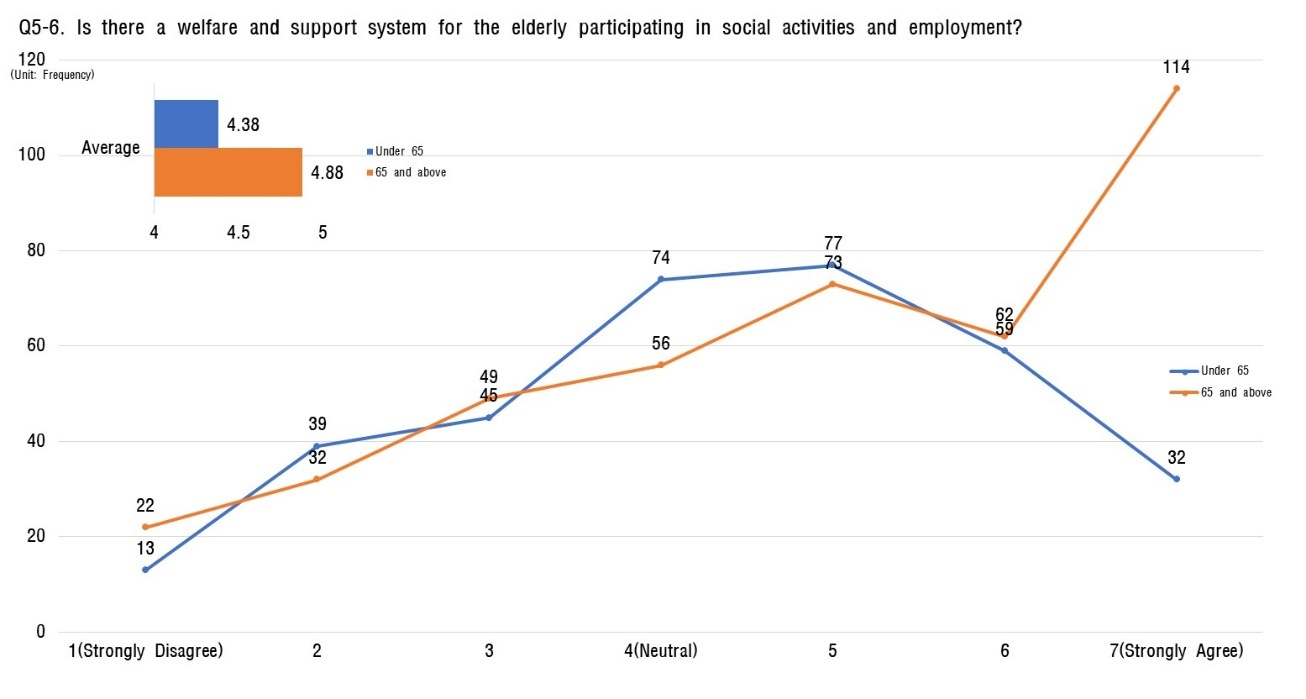 Q5-6. Is there a welfare and support system for the elderly participating in social activities and employment?
120
(Unit: Frequency)
114
4.38
Average
Under 65
100
4.88
65 and above
4 4.5 5
80
77
74
73
62
60
59
56
49
45
Under 65
65 and above
40
39
32
32
22
20
13
0
1(Strongly Disagree) 2 3 4(Neutral) 5 6 7(Strongly Agree)